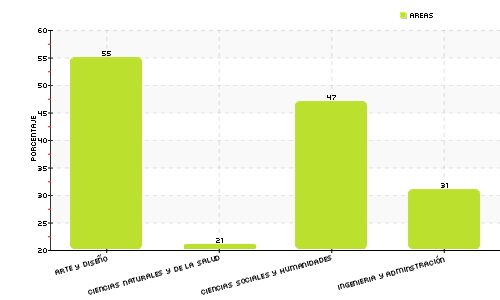 AREAS
PORCENTAJE
60
55
50
45
40
35
30
25
20
55
21
47
31
ARTE Y DISEÑO
CIENCIAS NATURALES Y DE LA SALUD
CIENCIAS SOCIALES Y HUMANIDADES
INGENIERIA Y ADMINSTRACIÓN